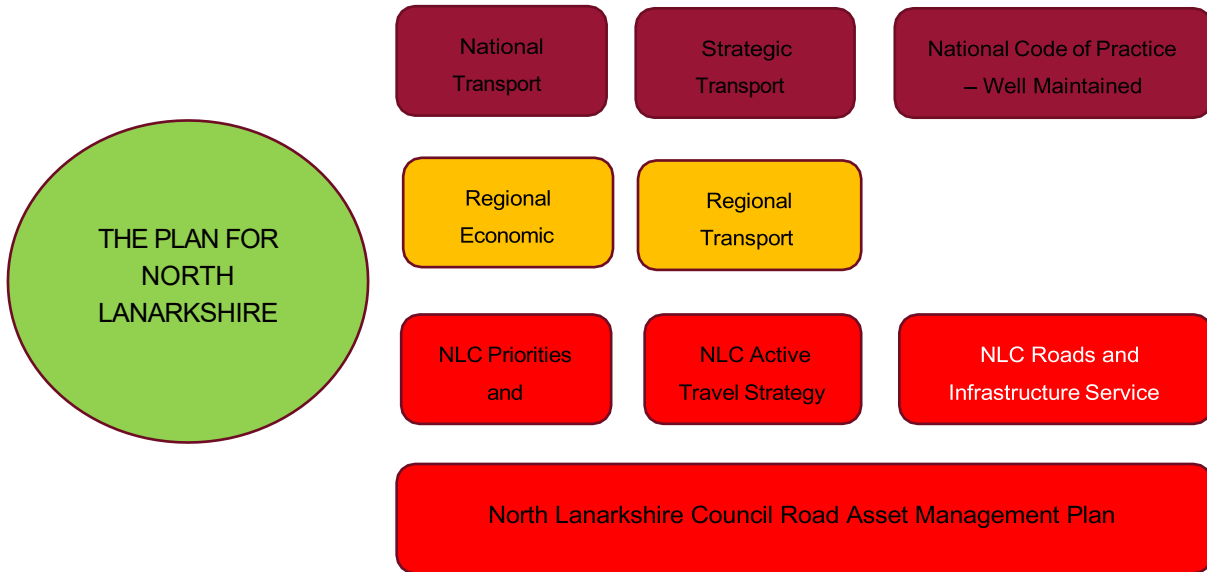 THE PLAN FOR
NORTH
LANARKSHIRE
National
Transport
Strategic
Transport
National Code of Practice
– Well Maintained
Regional
Economic
Regional
Transport
NLC Priorities
and
NLC Active
Travel Strategy
NLC Roads and
Infrastructure Service
North Lanarkshire Council Road Asset Management Plan